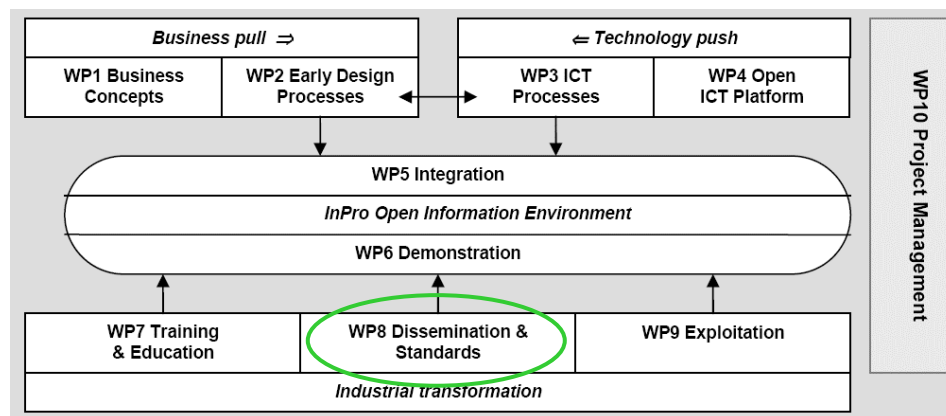 Business pull ⇒
⇐ Technology push
WP1 Business
Concepts
WP2 Early Design
Processes
WP3 ICT
Processes
WP4 Open
ICT Platform
WP10 Project Management
WP5 Integration
InPro Open Information Environment
WP6 Demonstration
WP7 Training
& Education
WP8 Dissemination &
Standards
WP9 Exploitation
Industrial transformation